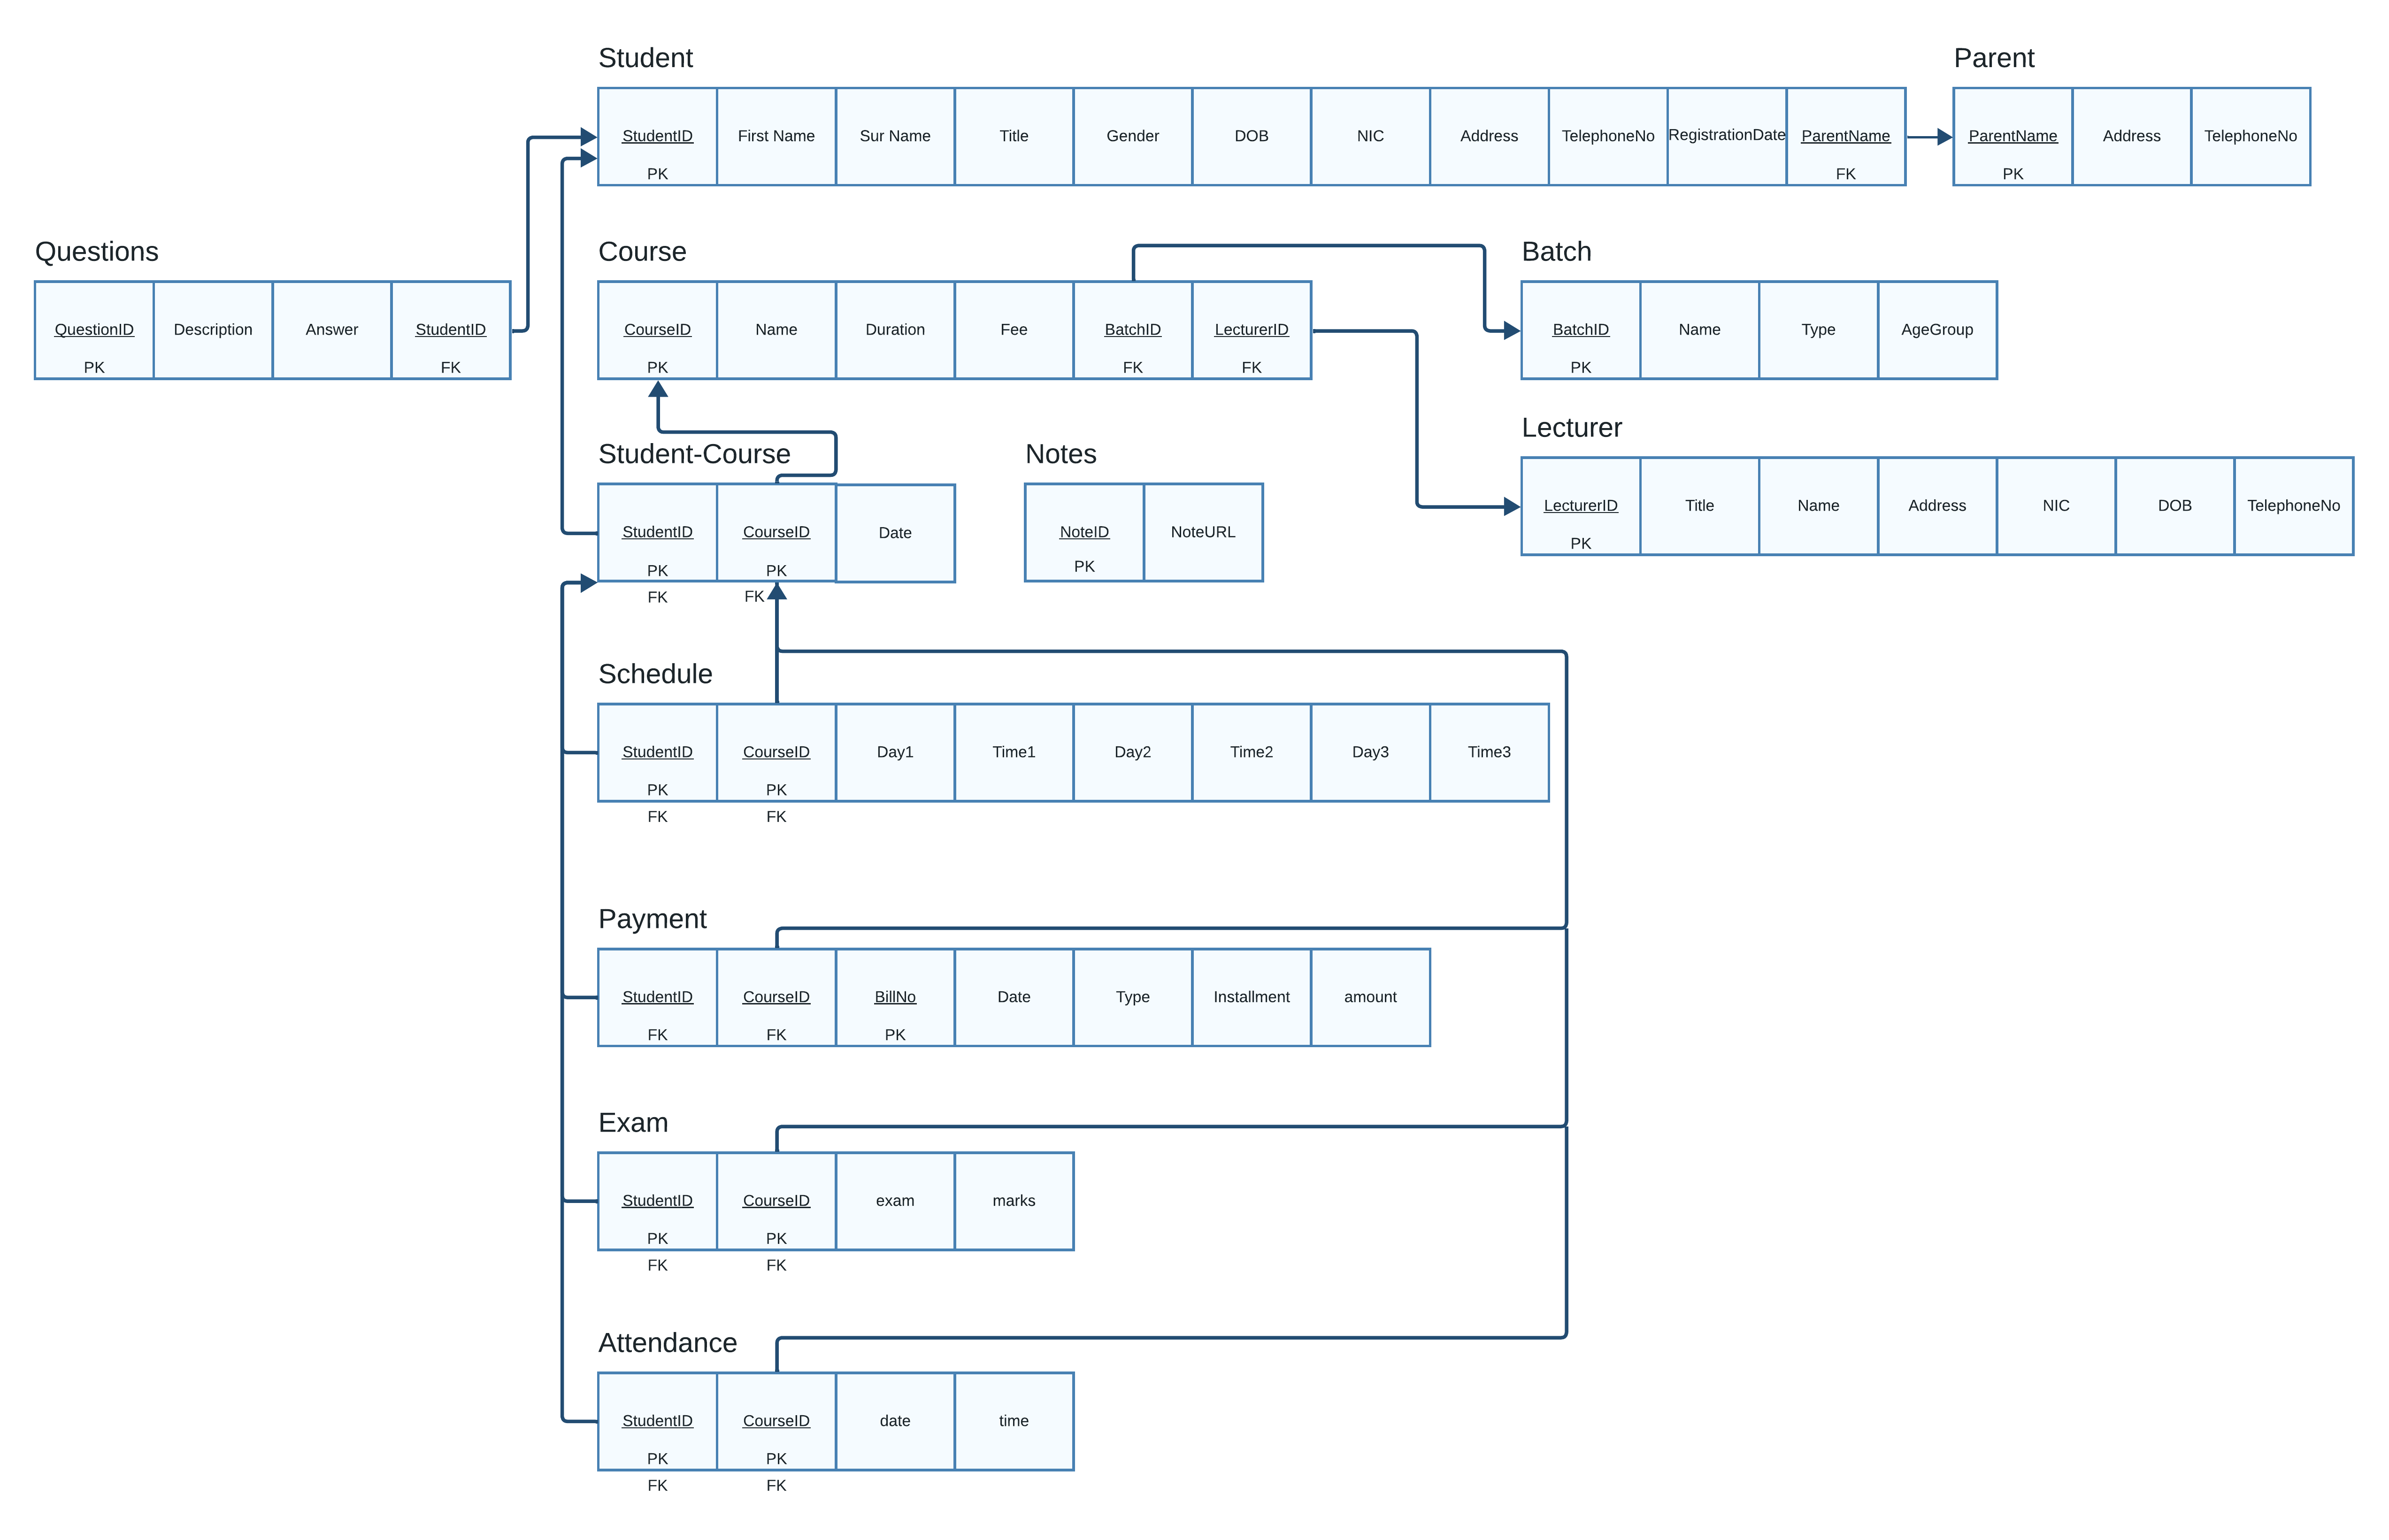 Student
StudentID First Name Sur Name Title Gender DOB NIC Address TelephoneNo RegistrationDate ParentName
PK FK
Parent
ParentName Address TelephoneNo
PK
Questions
QuestionID Description Answer StudentID
PK FK
Course
CourseID Name Duration Fee BatchID LecturerID
PK FK FK
Batch
BatchID Name Type AgeGroup
PK
Lecturer
LecturerID Title Name Address NIC DOB TelephoneNo
PK
Student-Course
StudentID CourseID Date
PK PK
FK FK
Notes
NoteID NoteURL
PK
Schedule
StudentID CourseID Day1 Time1 Day2 Time2 Day3 Time3
PK PK
FK FK
Payment
StudentID CourseID BillNo Date Type Installment amount
FK FK PK
Exam
StudentID CourseID exam marks
PK PK
FK FK
Attendance
StudentID CourseID date time
PK PK
FK FK